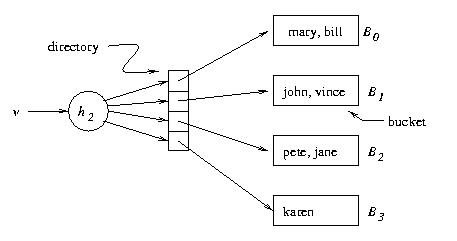 mary, bill B0
directory
john, vince B1
v h2
bucket
pete, jane B2
karen B3